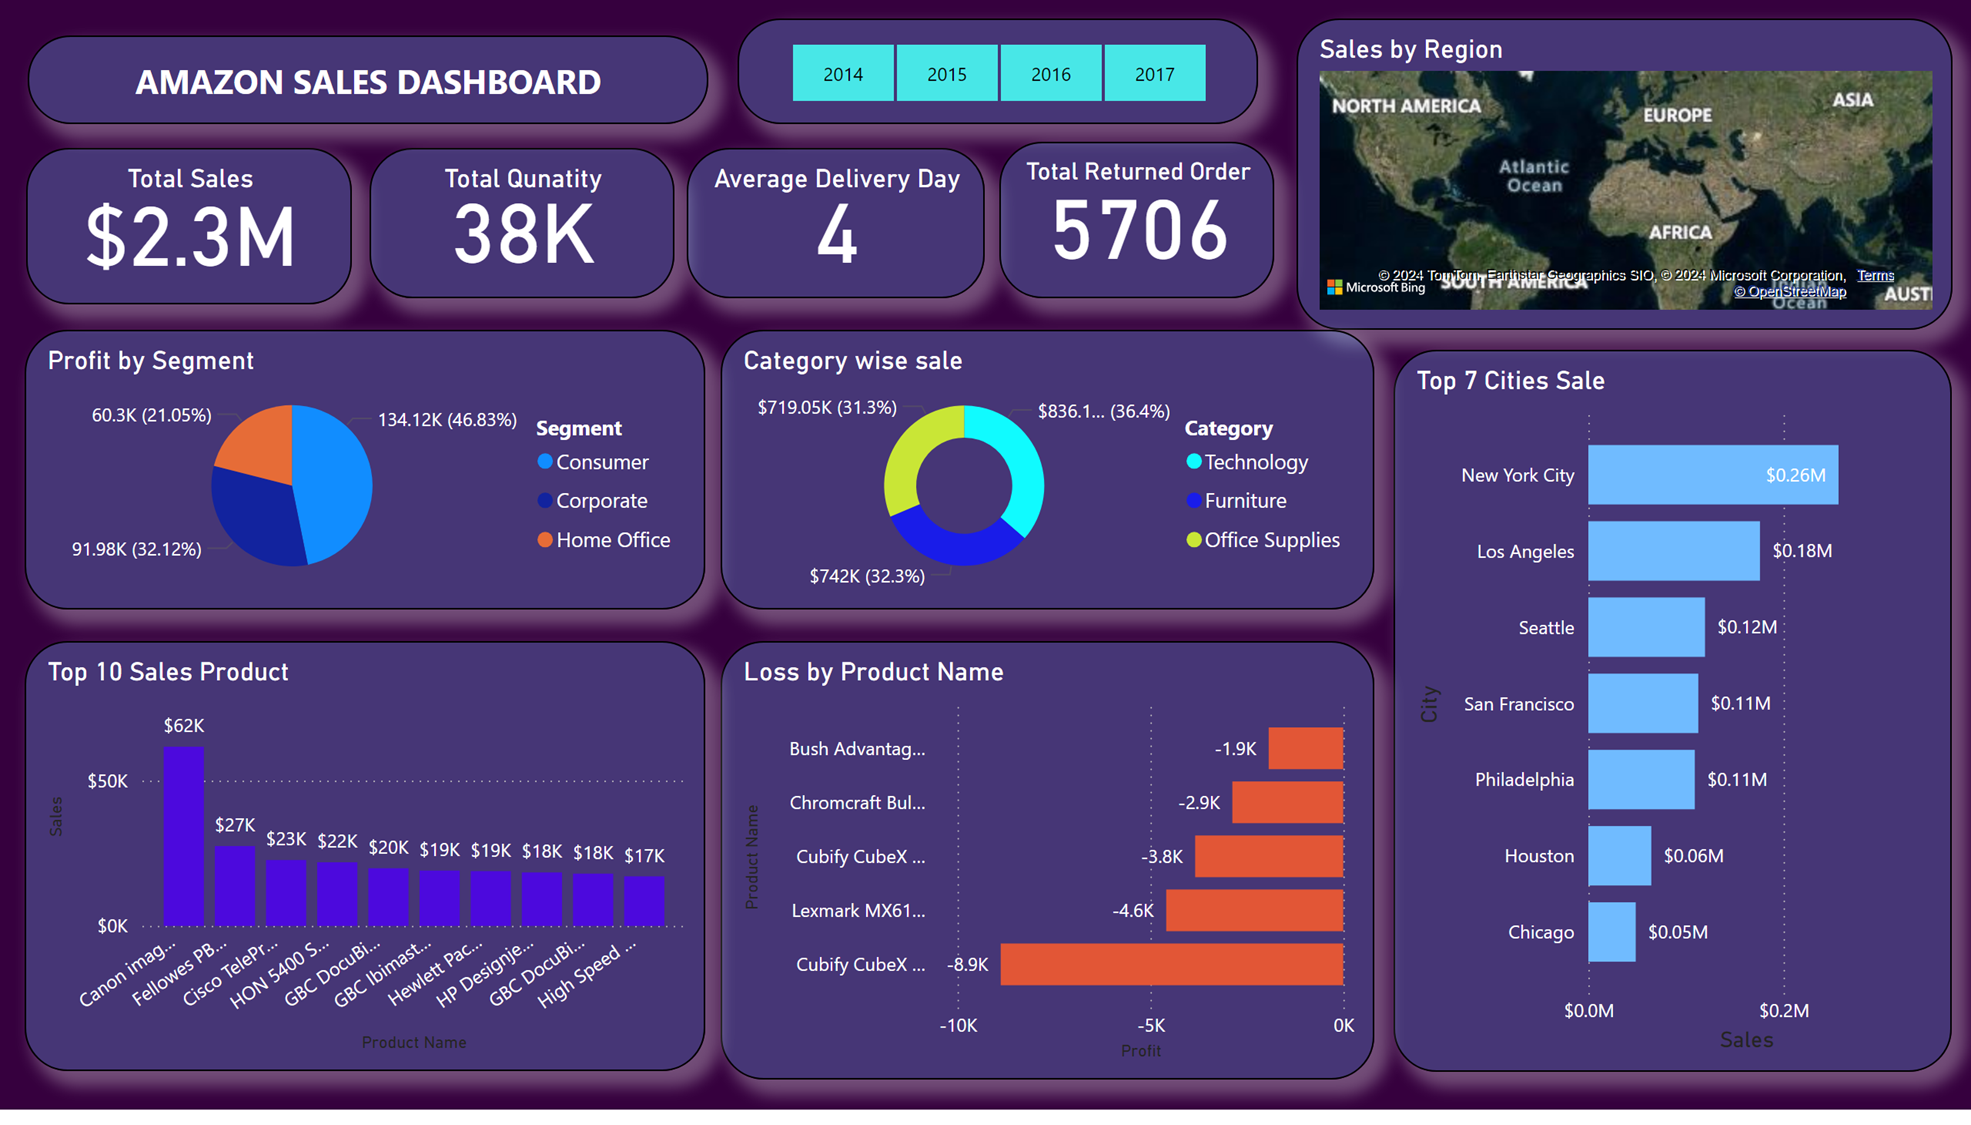 AMAZON SALES DASHBOARD
2014
2015
2016
2017
Total Sales
$2.3M
Total Qunatity
38K
Average Delivery Day
4
Total Returned Order
5706
Sales by Region
NORTH AMERICA
EUROPE
ASIA
Atlantic
Ocean
AFRICA
SOUTH AMERICA
Indian
Ocean
AUST
© 2024 TomTom, Earthstar Geographics SIO, © 2024 Microsoft Corporation, Terms
© OpenStreetMap
Microsoft Bing
Profit by Segment
60.3K (21.05%)
134.12K (46.83%)
91.98K (32.12%)
Segment
Consumer
Corporate
Home Office
Category wise sale
$719.05K (31.3%)
$836.1... (36.4%)
$742K (32.3%)
Category
Technology
Furniture
Office Supplies
Top 7 Cities Sale
City
New York City
$0.26M
Los Angeles
$0.18M
Seattle
$0.12M
San Francisco
$0.11M
Philadelphia
$0.11M
Houston
$0.06M
Chicago
$0.05M
$0.0M
$0.2M
Sales
Top 10 Sales Product
Sales
$50K
$0K
$62K
$27K
$23K
$22K
$20K
$19K
$19K
$18K
$18K
$17K
Canon imag...
Fellowes PB...
Cisco TelePr...
HON 5400 S...
GBC DocuBi...
GBC Ibimast...
Hewlett Pac...
HP Designje...
GBC DocuBi...
High Speed ...
Product Name
Loss by Product Name
Product Name
Bush Advantag...
-1.9K
Chromcraft Bul...
-2.9K
Cubify CubeX ...
-3.8K
Lexmark MX61...
-4.6K
Cubify CubeX ...
-8.9K
-10K
-5K
0K
Profit